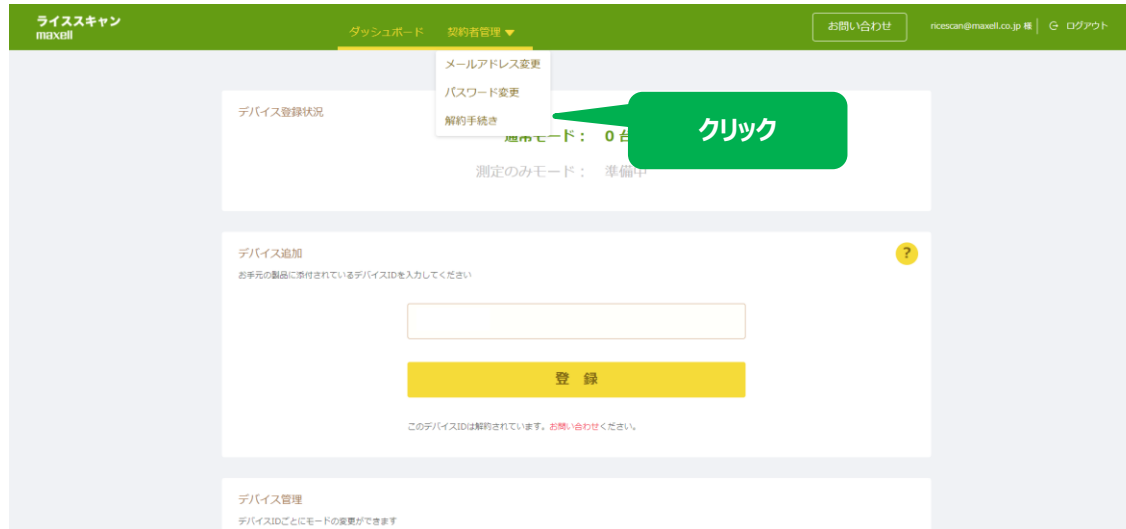 ライススキャン
maxell
ダッシュボード 契約者管理 ▼
お問い合わせ
ricescan@maxell.co.jp 様
ログアウト
メールアドレス変更
パスワード変更
解約手続き
クリック
デバイス登録状況
通常モード： 0 台
測定のみモード： 準備中
デバイス追加
?
お手元の製品に添付されているデバイスIDを入力してください
登 録
このデバイスIDは解約されています。お問い合わせください。
デバイス管理
デバイスIDごとにモードの変更ができます